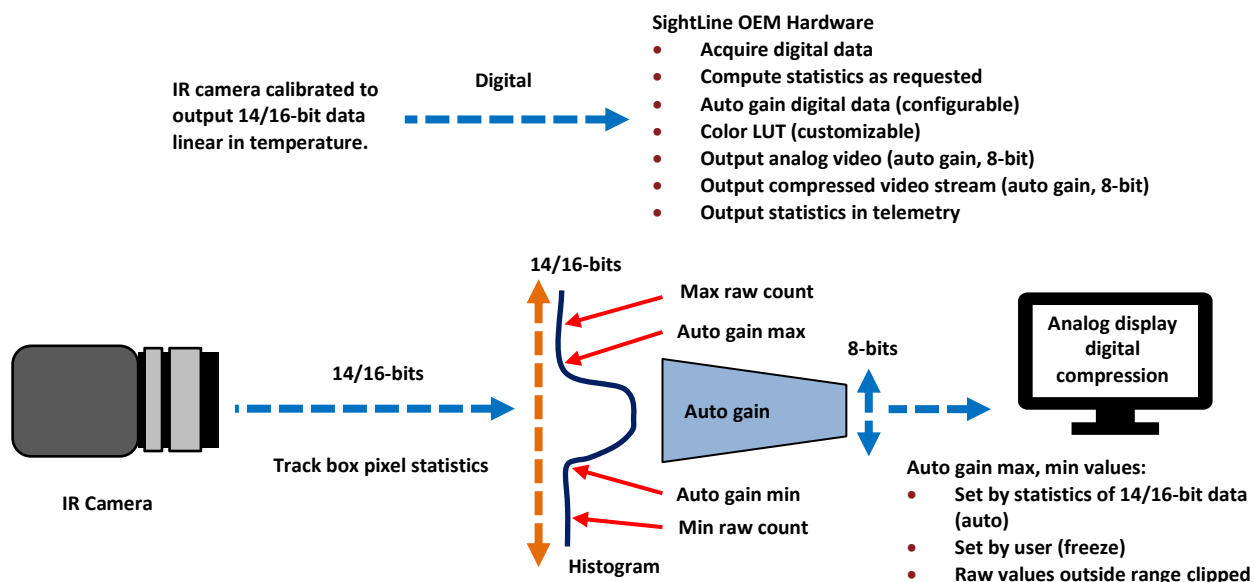 SightLine OEM Hardware
• Acquire digital data
• Compute statistics as requested
• Auto gain digital data (configurable)
• Color LUT (customizable)
• Output analog video (auto gain, 8-bit)
• Output compressed video stream (auto gain, 8-bit)
• Output statistics in telemetry
IR camera calibrated to
output 14/16-bit data
linear in temperature.
Digital
14/16-bits
Max raw count
Auto gain max
14/16-bits
Track box pixel statistics
IR Camera
Auto gain
8-bits
Analog display
digital
compression
Auto gain min
Min raw count
Histogram
Auto gain max, min values:
• Set by statistics of 14/16-bit data
(auto)
• Set by user (freeze)
• Raw values outside range clipped